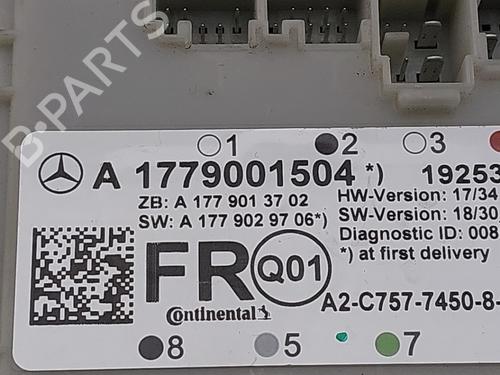 B-PARTS
1 2 3
A 1779001504 *) 19253
ZB: A 177 901 37 02
HW-Version: 17/34
SW: A 177 902 97 06*)
SW-Version: 18/30
Diagnostic ID: 008
*) at first delivery
FR Q01
A2-C757-7450-8-
Continental
8 5 7